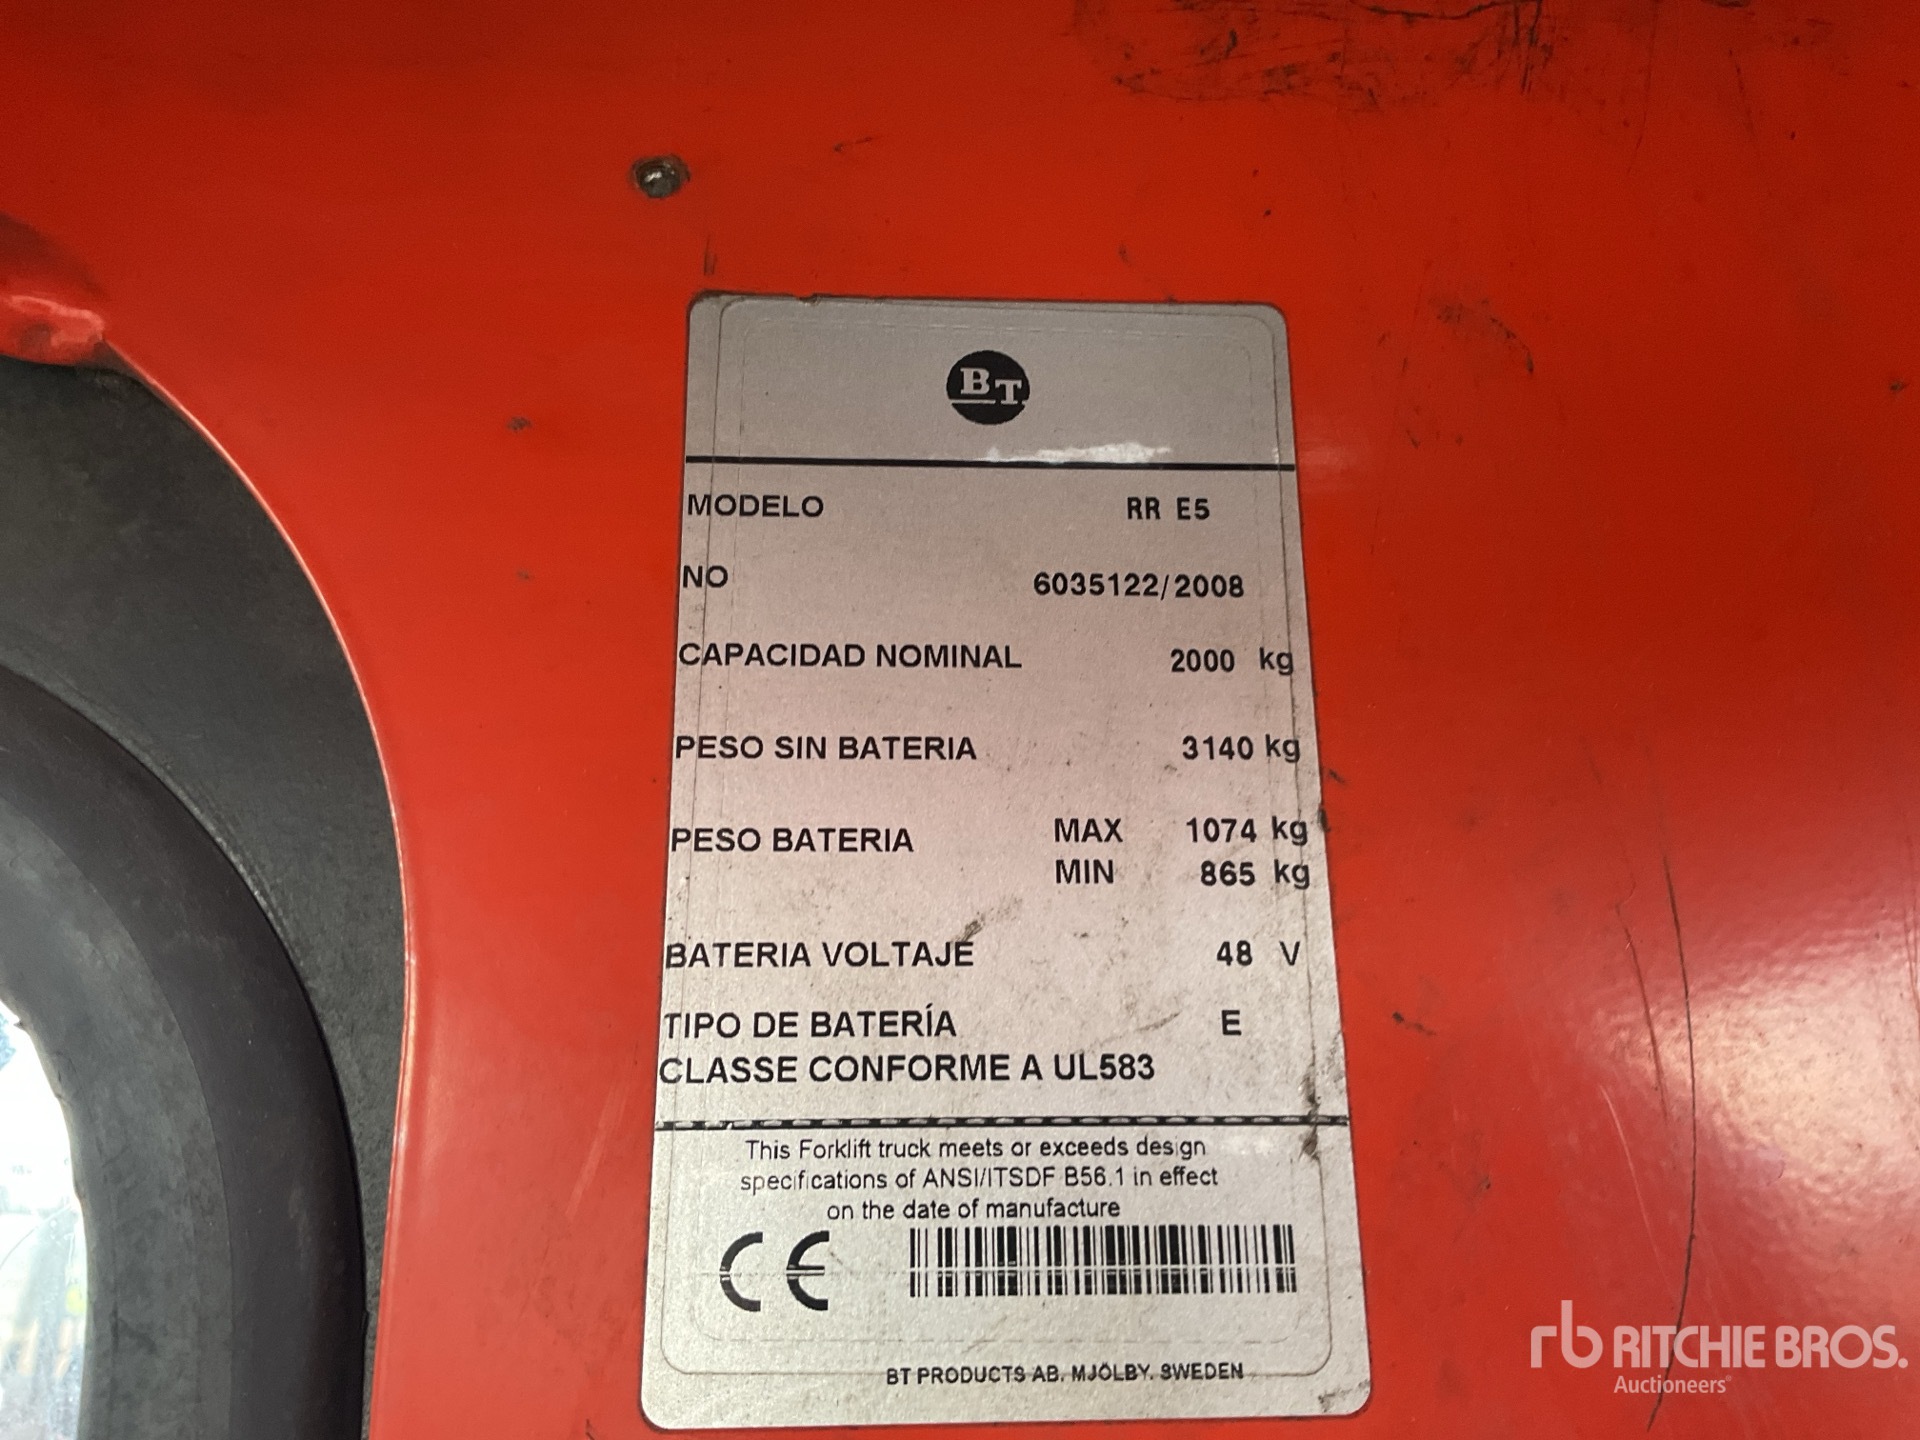 BT
MODELO RR E5
NO 6035122/2008
CAPACIDAD NOMINAL 2000 kg
PESO SIN BATERIA 3140 kg
PESO BATERIA MAX 1074 kg
MIN 865 kg
BATERIA VOLTAJE 48 V
TIPO DE BATERÍA E
CLASSE CONFORME A UL583
This Forklift truck meets or exceeds design
specifications of ANSI/ITSDF B56.1 in effect
on the date of manufacture
CE
BT PRODUCTS AB. MJÖLBY. SWEDEN
rb RITCHIE BROS.
Auctioneers